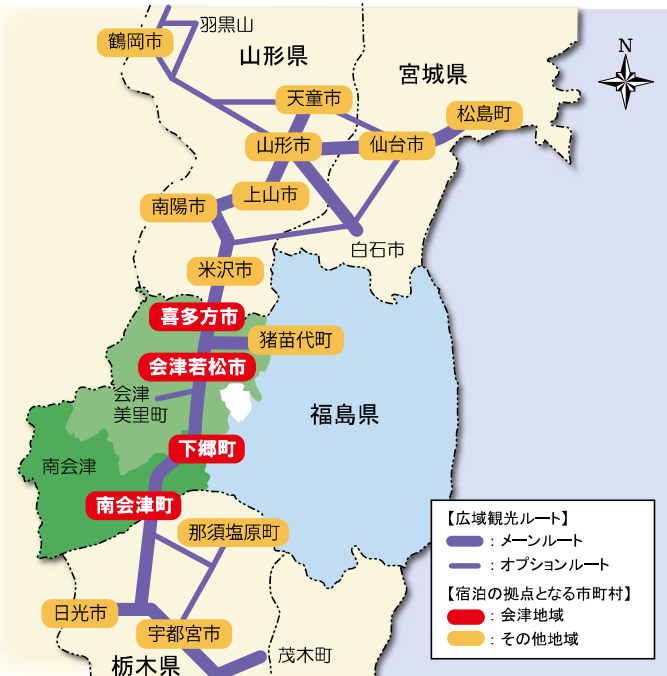 羽黒山
鶴岡市
山形県
N
宮城県
天童市
松島町
山形市
仙台市
上山市
南陽市
白石市
米沢市
喜多方市
猪苗代町
会津若松市
会津
美里町
福島県
下郷町
南会津
南会津町
那須塩原町
日光市
宇都宮市
茂木町
栃木県
【広域観光ルート】
：メーンルート
：オプションルート
【宿泊の拠点となる市町村】
：会津地域
：その他地域